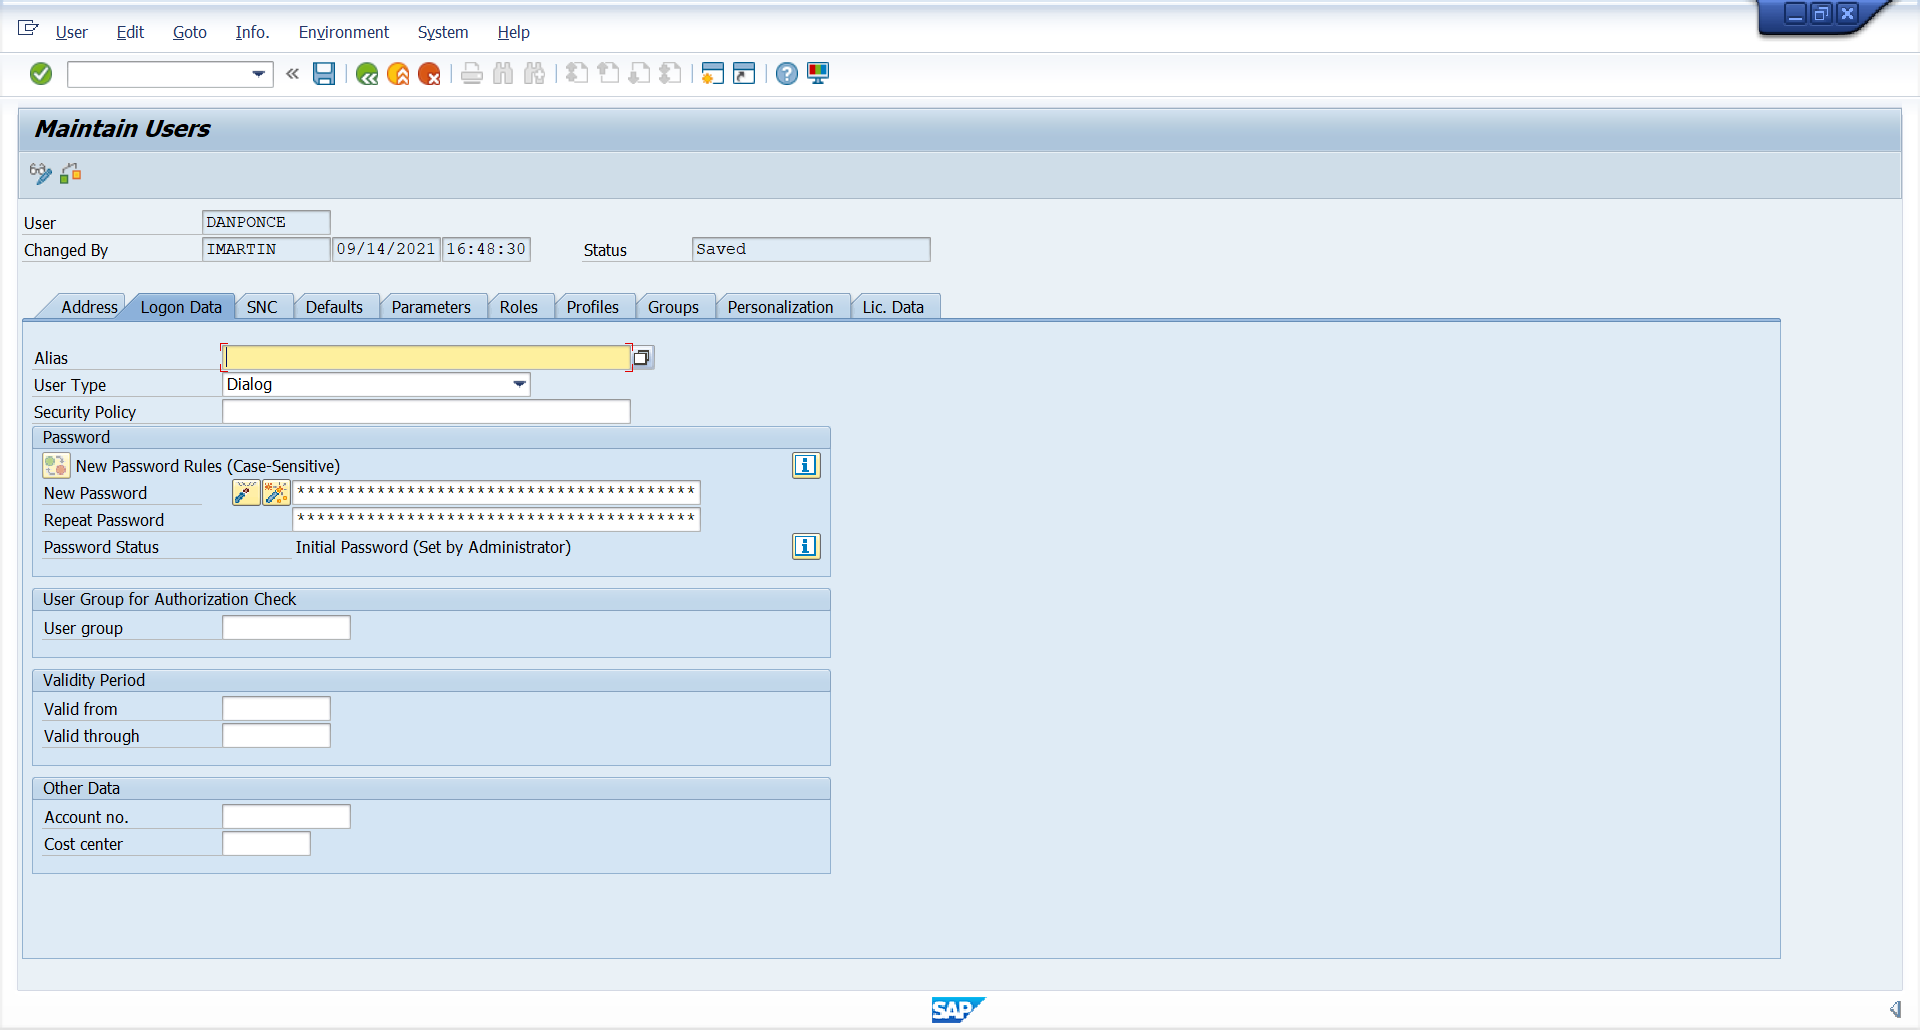 User Edit Goto Info. Environment System Help
Maintain Users
User DANPONCE
Changed By IMARTIN 09/14/2021 16:48:30 Status Saved
Address Logon Data SNC Defaults Parameters Roles Profiles Groups Personalization Lic. Data
Alias
User Type Dialog
Security Policy
Password
New Password Rules (Case-Sensitive)
New Password ****************************************
Repeat Password ****************************************
Password Status Initial Password (Set by Administrator)
User Group for Authorization Check
User group
Validity Period
Valid from
Valid through
Other Data
Account no.
Cost center
SAP